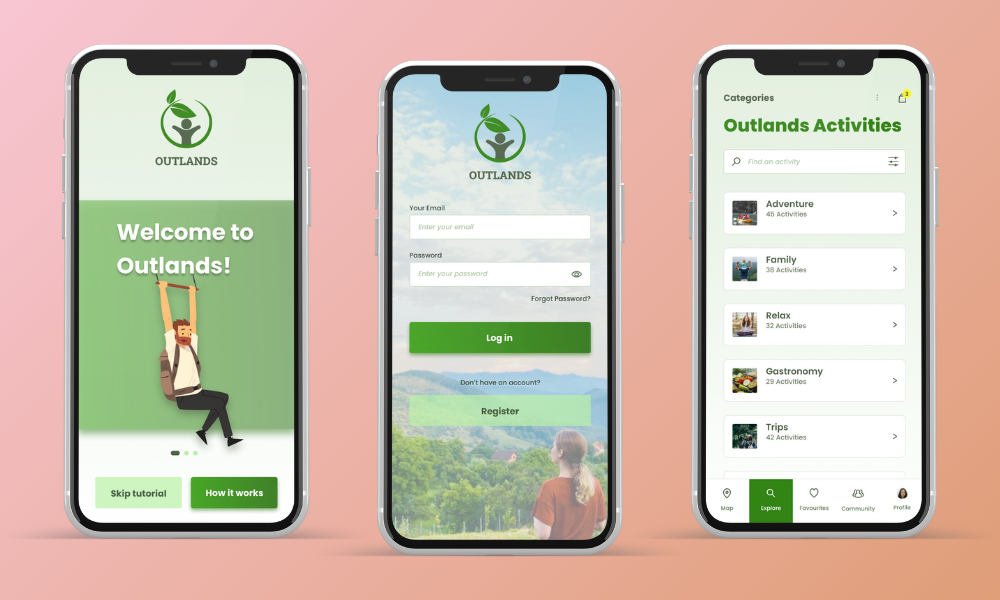 OUTLANDS
Welcome to
Outlands!
Skip tutorial
How it works
OUTLANDS
Your Email
Enter your email
Password
Enter your password
Forgot Password?
Log in
Don't have an account?
Register
Categories
3
Outlands Activities
Find an activity
Adventure
45 Activities
>
Family
38 Activities
>
Relax
32 Activities
>
Gastronomy
29 Activities
>
Trips
42 Activities
>
Map
Explore
Favourites
Community
Profile